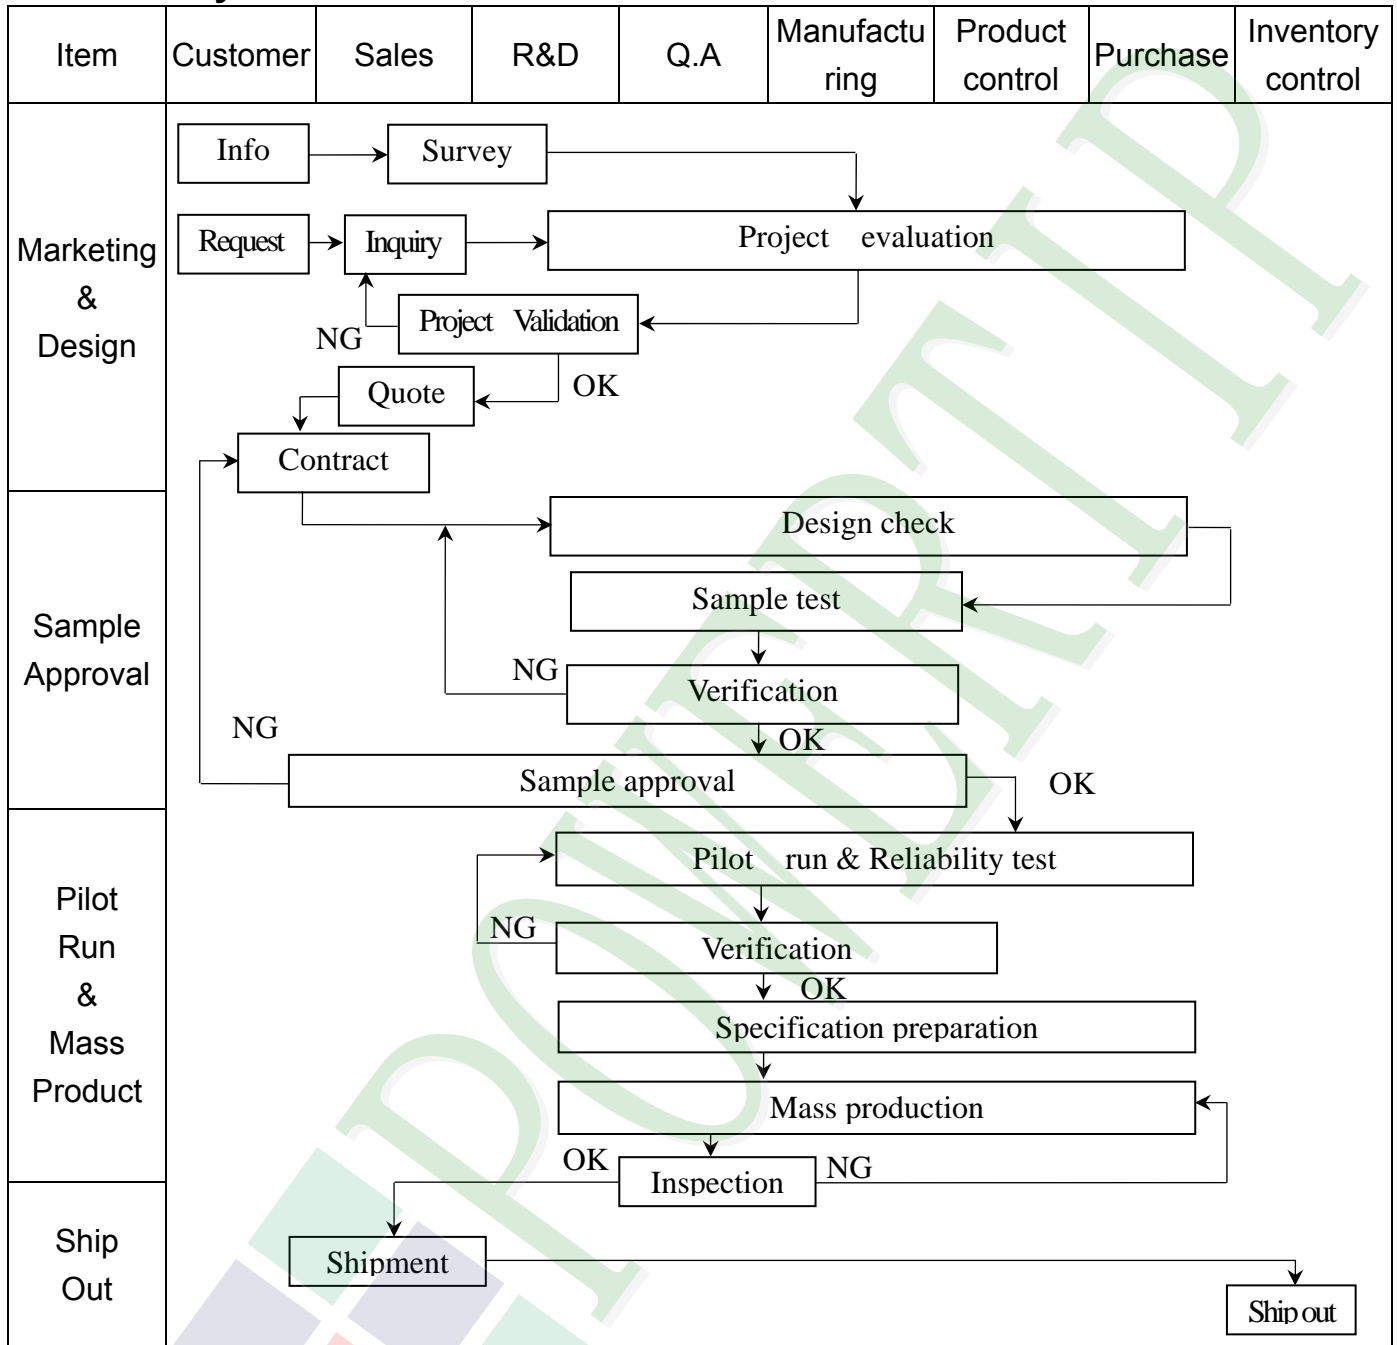 Item
Customer
Sales
R&D
Q.A
Manufactu
ring
Product
control
Purchase
Inventory
control
Marketing
&
Design
Info
Survey
Request
Inquiry
Project evaluation
NG
Project Validation
Quote
OK
Contract
Sample
Approval
Design check
Sample test
NG
Verification
NG
OK
Sample approval
OK
Pilot
Run
&
Mass
Product
Pilot run & Reliability test
NG
Verification
OK
Specification preparation
Mass production
OK
Inspection
NG
Ship
Out
Shipment
Ship out
POWERTIP